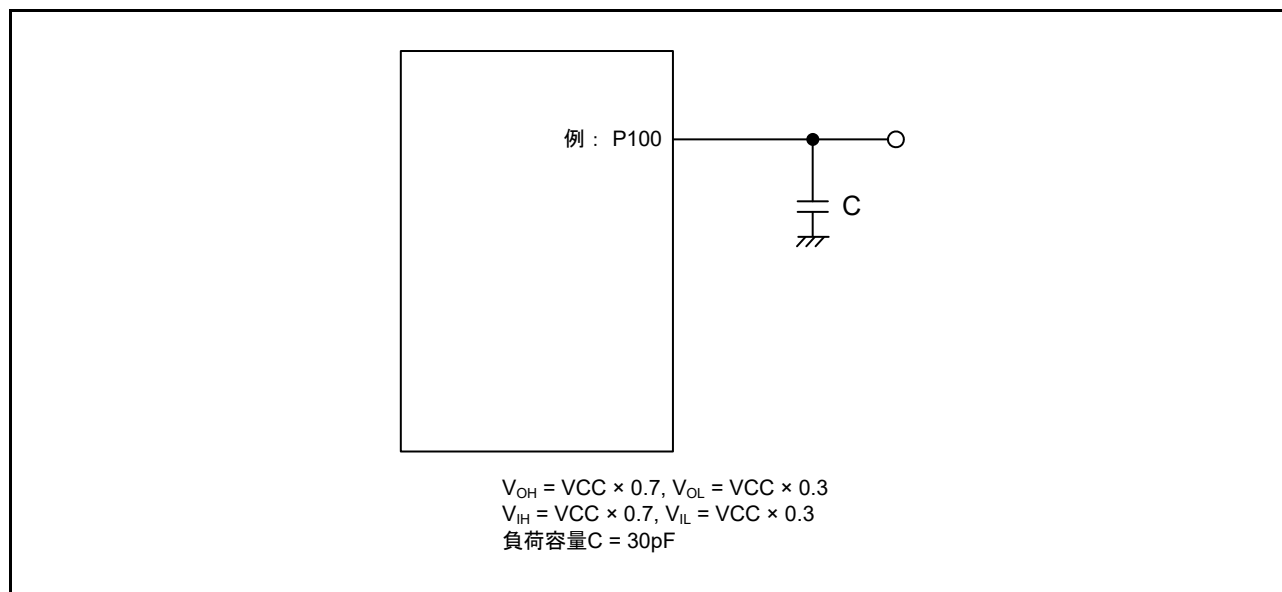 例： P100
C
VOH = VCC × 0.7, VOL = VCC × 0.3
VIH = VCC × 0.7, VIL = VCC × 0.3
負荷容量C = 30pF